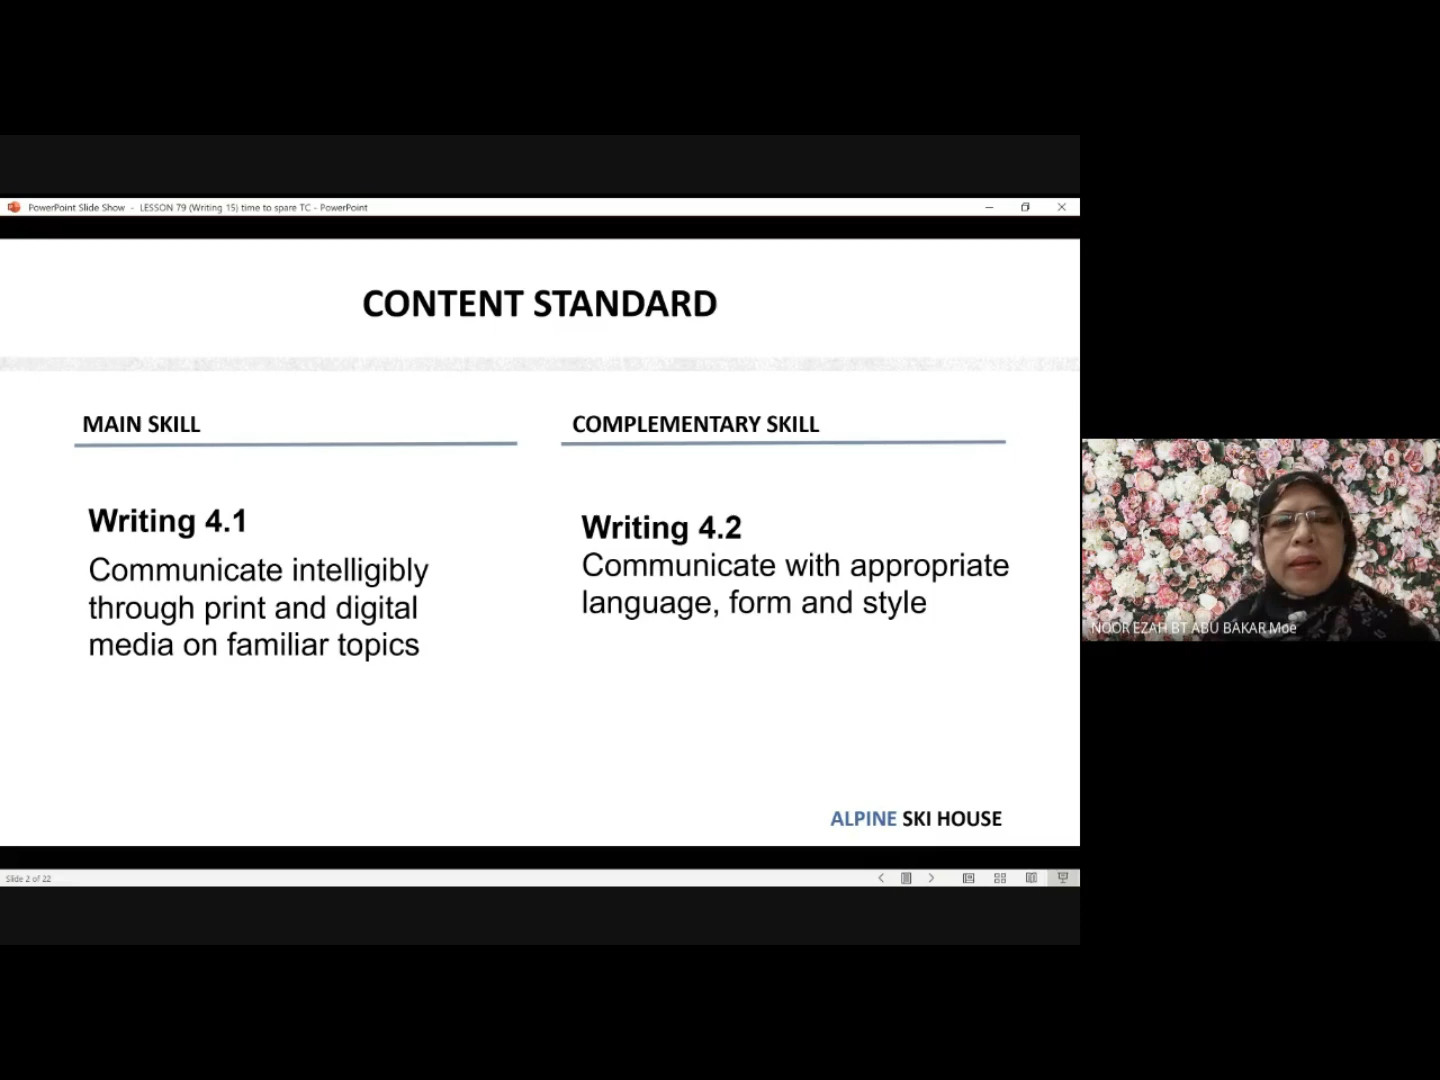 PowerPoint Slide Show - LESSON 79 (Writing 15) time to spare TC - PowerPoint
CONTENT STANDARD
MAIN SKILL
Writing 4.1
Communicate intelligibly
through print and digital
media on familiar topics
COMPLEMENTARY SKILL
Writing 4.2
Communicate with appropriate
language, form and style
ALPINE SKI HOUSE
Slide 2 of 22
NOOR EZAH BT ABU BAKAR Moe